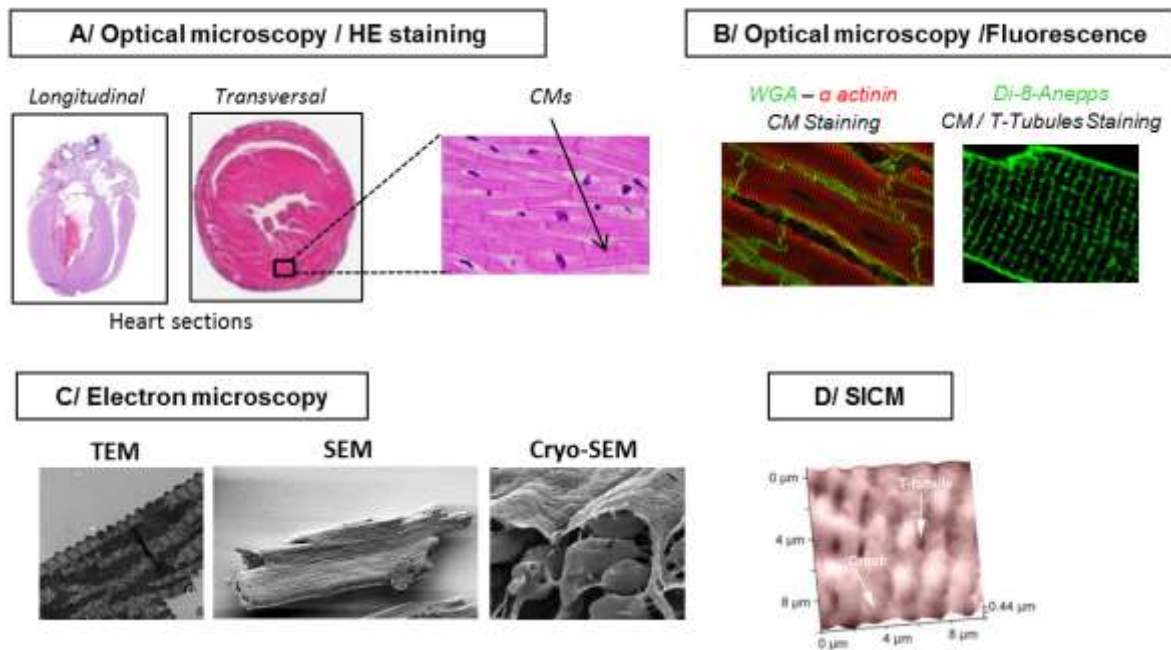 A/ Optical microscopy / HE staining
B/ Optical microscopy /Fluorescence
Longitudinal
Transversal
CMs
WGA – α actinin
CM Staining
Di-8-Anepps
CM / T-Tubules Staining
Heart sections
C/ Electron microscopy
D/ SICM
TEM
SEM
Cryo-SEM
0 µm
T-tubule
4 µm
Crest
8 µm
0.44 µm
0 µm
4 µm
8 µm